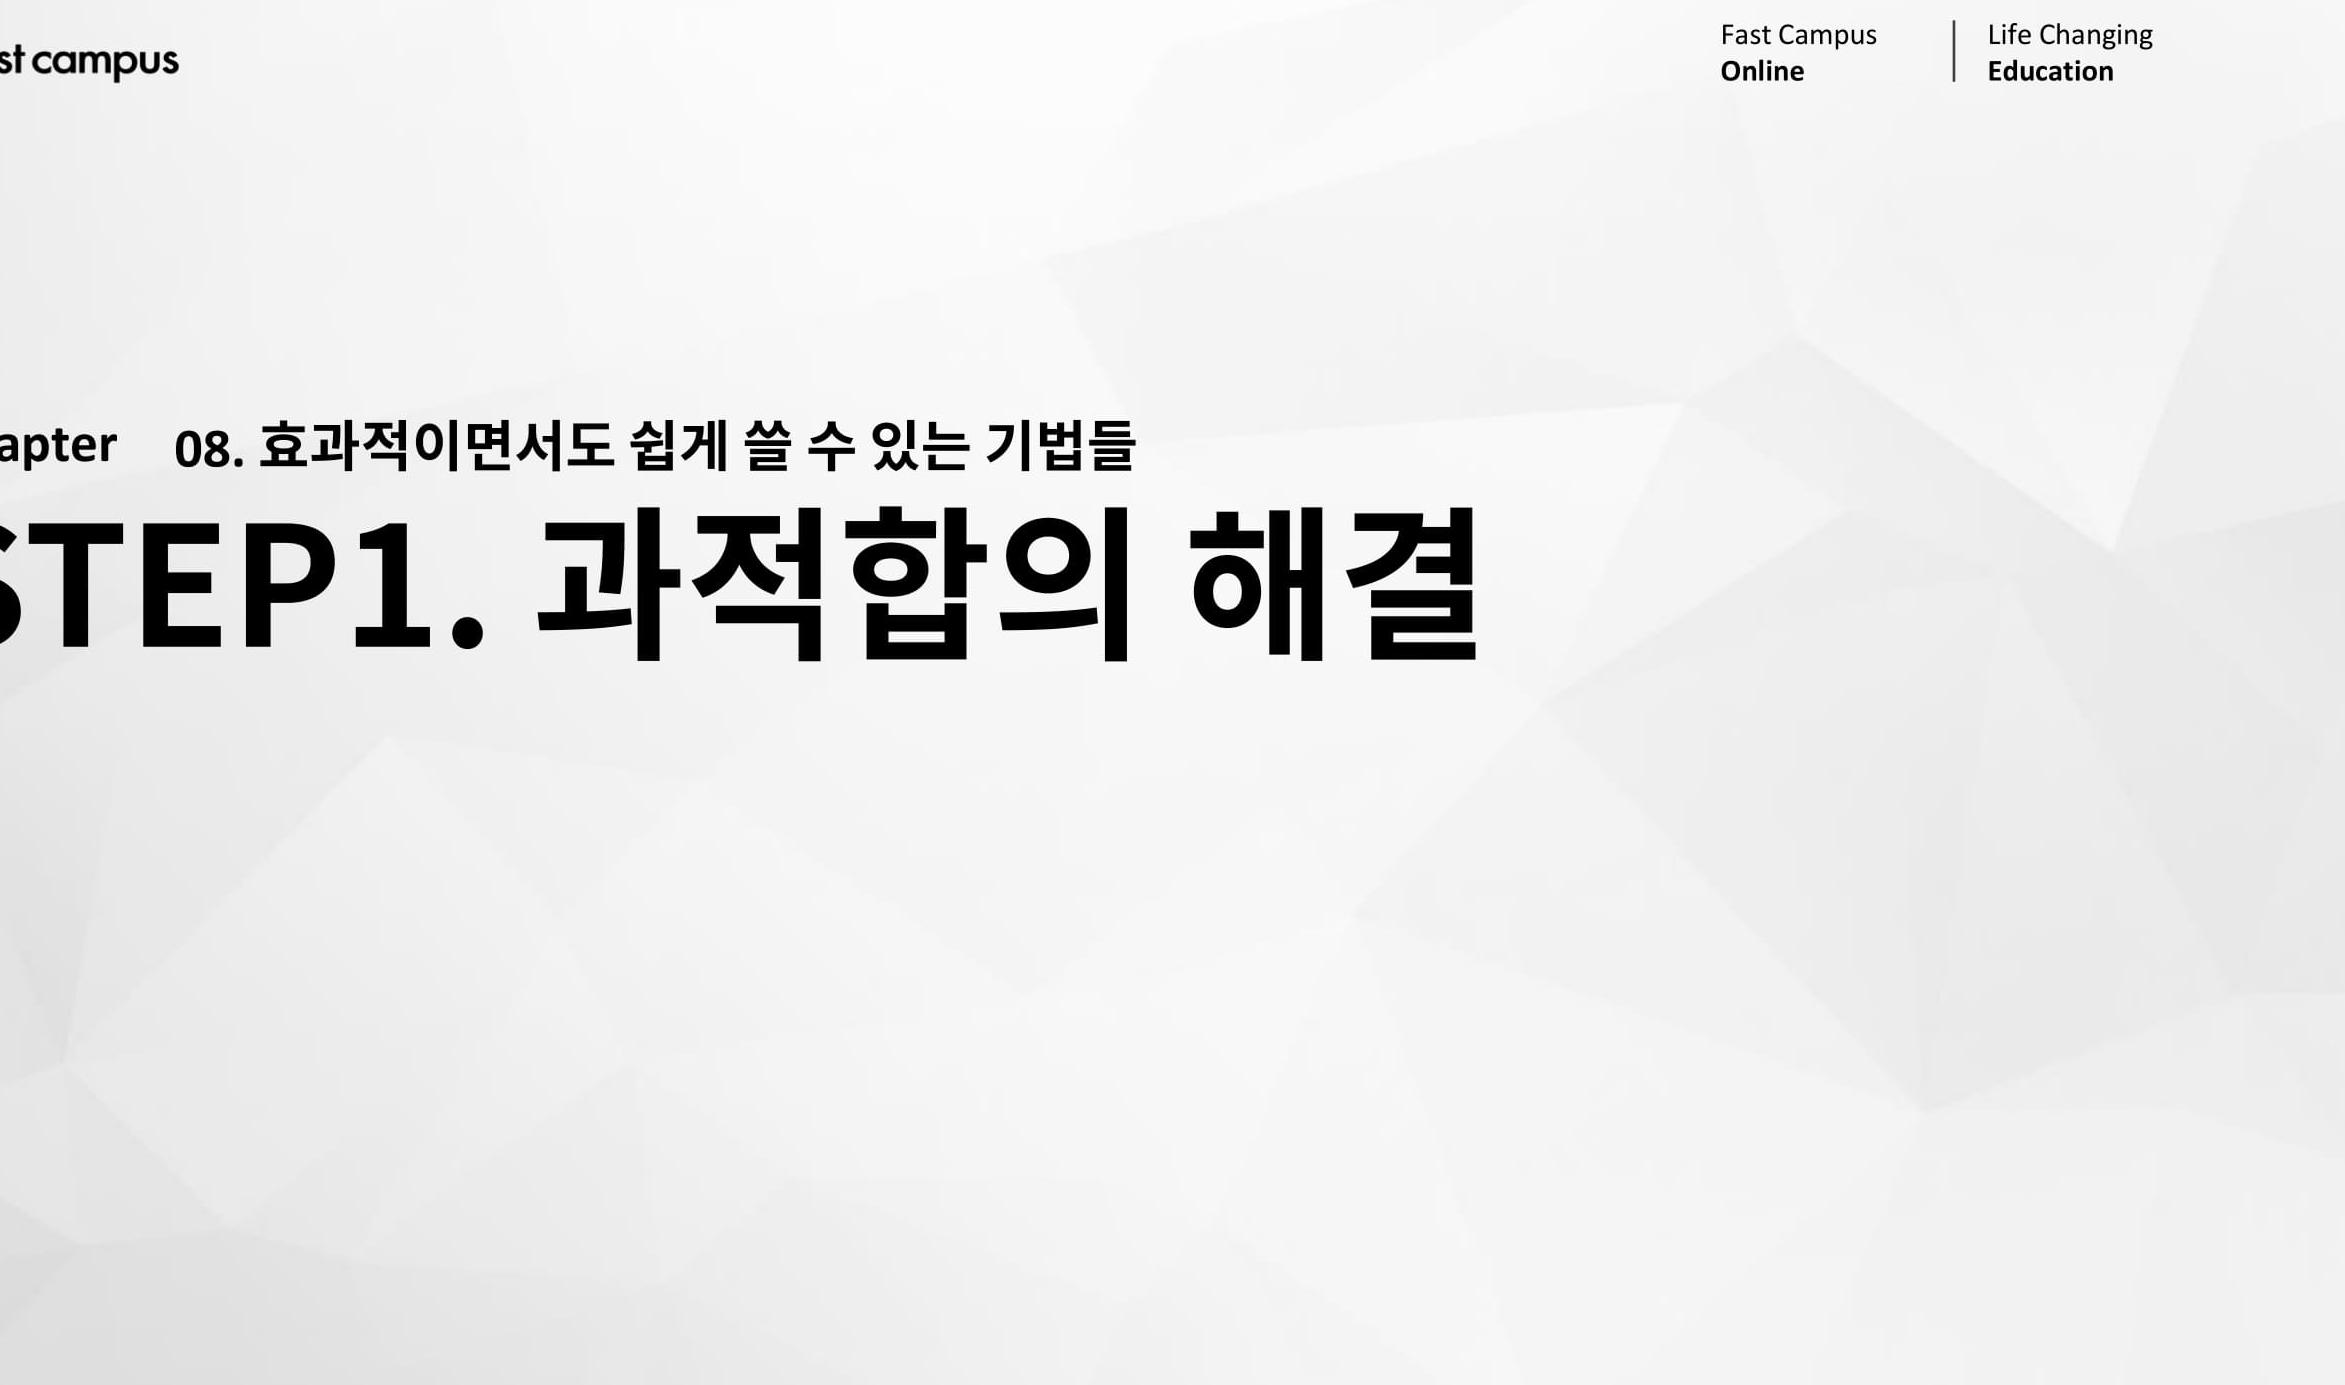 st campus
Fast Campus
Online
Life Changing
Education
apter 08. 효과적이면서도 쉽게 쓸 수 있는 기법들
STEP1. 과적합의 해결